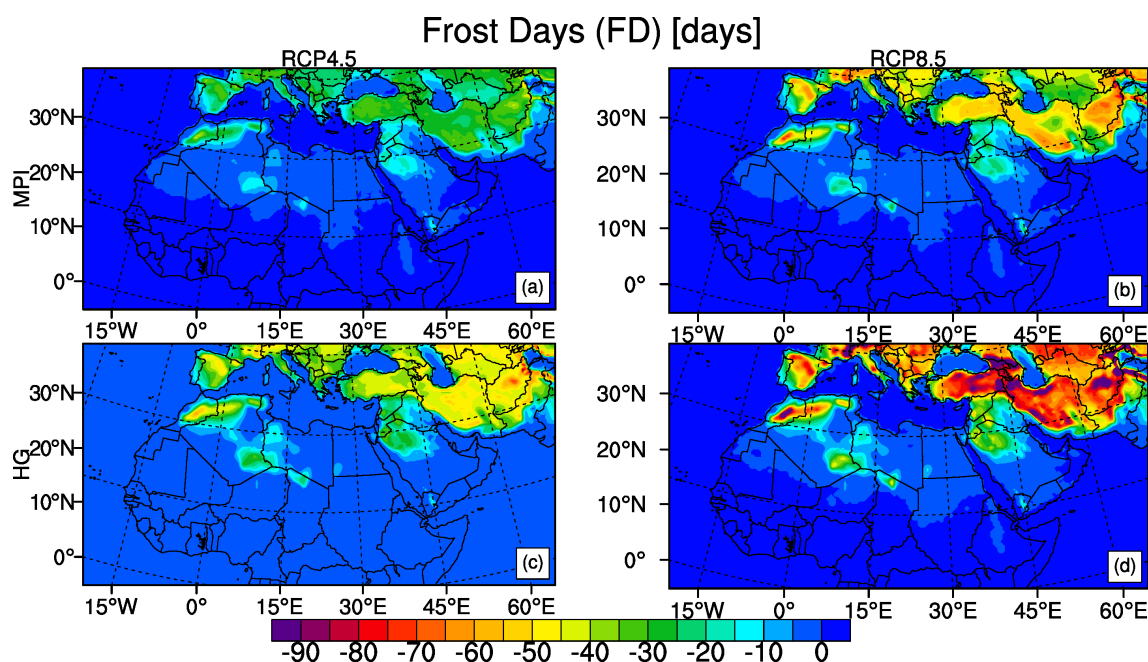 Frost Days (FD) [days]
RCP4.5 RCP8.5
MPI
30°N
20°N
10°N
0°
(a)
15°W 0° 15°E 30°E 45°E 60°E
30°N
20°N
10°N
0°
(b)
15°W 0° 15°E 30°E 45°E 60°E
HG
30°N
20°N
10°N
0°
(c)
15°W 0° 15°E 30°E 45°E 60°E
30°N
20°N
10°N
0°
(d)
15°W 0° 15°E 30°E 45°E 60°E
-90 -80 -70 -60 -50 -40 -30 -20 -10 0